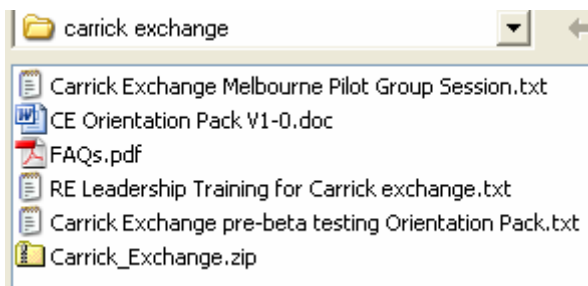 carrick exchange
Carrick Exchange Melbourne Pilot Group Session.txt
CE Orientation Pack V1-0.doc
FAQs.pdf
RE Leadership Training for Carrick exchange.txt
Carrick Exchange pre-beta testing Orientation Pack.txt
Carrick_Exchange.zip